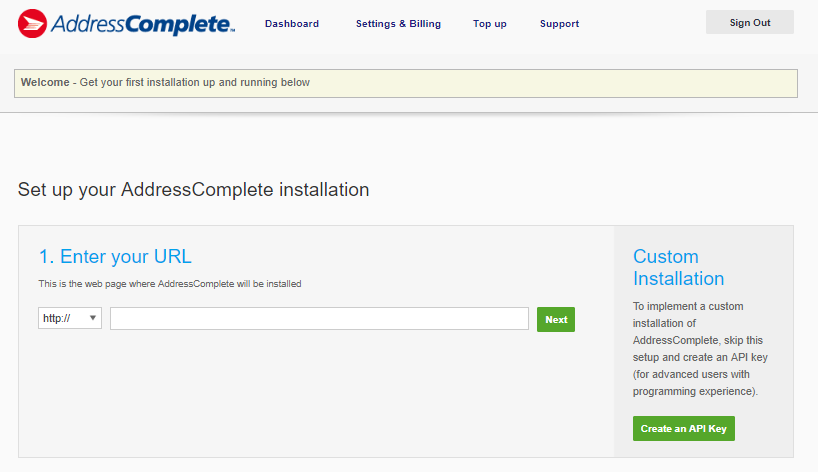 AddressComplete™
Dashboard
Settings & Billing
Top up
Support
Sign Out
Welcome - Get your first installation up and running below
Set up your AddressComplete installation
1. Enter your URL
This is the web page where AddressComplete will be installed
http://
Next
Custom
Installation
To implement a custom
installation of
AddressComplete, skip this
setup and create an API key
(for advanced users with
programming experience).
Create an API Key